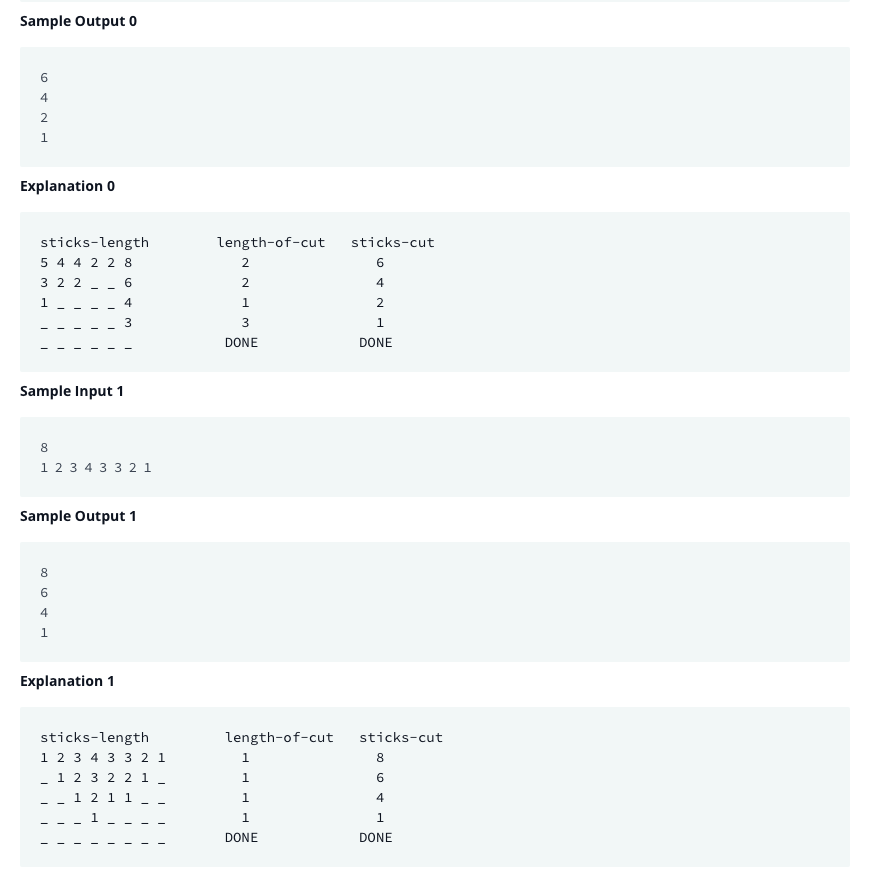 Sample Output 0
6
4
2
1
Explanation 0
sticks-length        length-of-cut   sticks-cut
5 4 4 2 2 8             2               6
3 2 2 _ _ 6             2               4
1 _ _ _ _ 4             1               2
_ _ _ _ _ 3             3               1
_ _ _ _ _ _           DONE            DONE
Sample Input 1
8
1 2 3 4 3 3 2 1
Sample Output 1
8
6
4
1
Explanation 1
sticks-length         length-of-cut   sticks-cut
1 2 3 4 3 3 2 1         1               8
_ 1 2 3 2 2 1 _         1               6
_ _ 1 2 1 1 _ _         1               4
_ _ _ 1 _ _ _ _         1               1
_ _ _ _ _ _ _ _       DONE            DONE